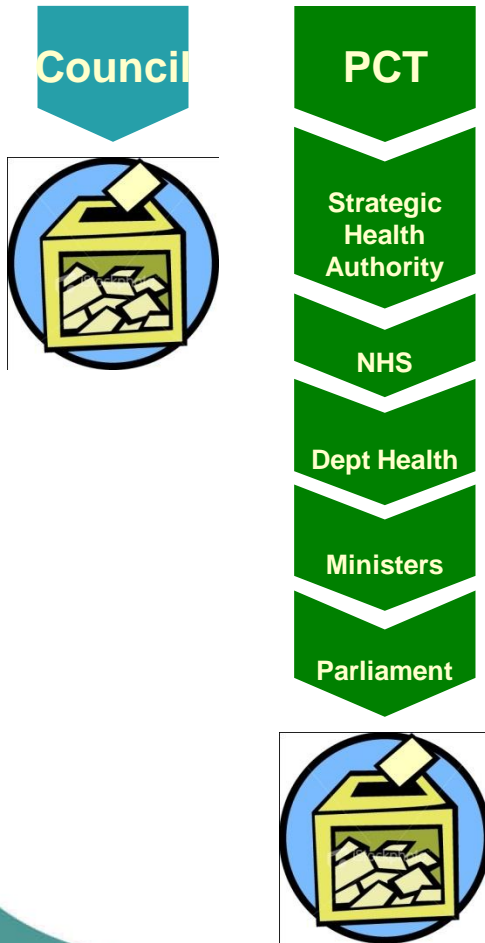 Council
PCT
Strategic
Health
Authority
NHS
Dept Health
Ministers
Parliament